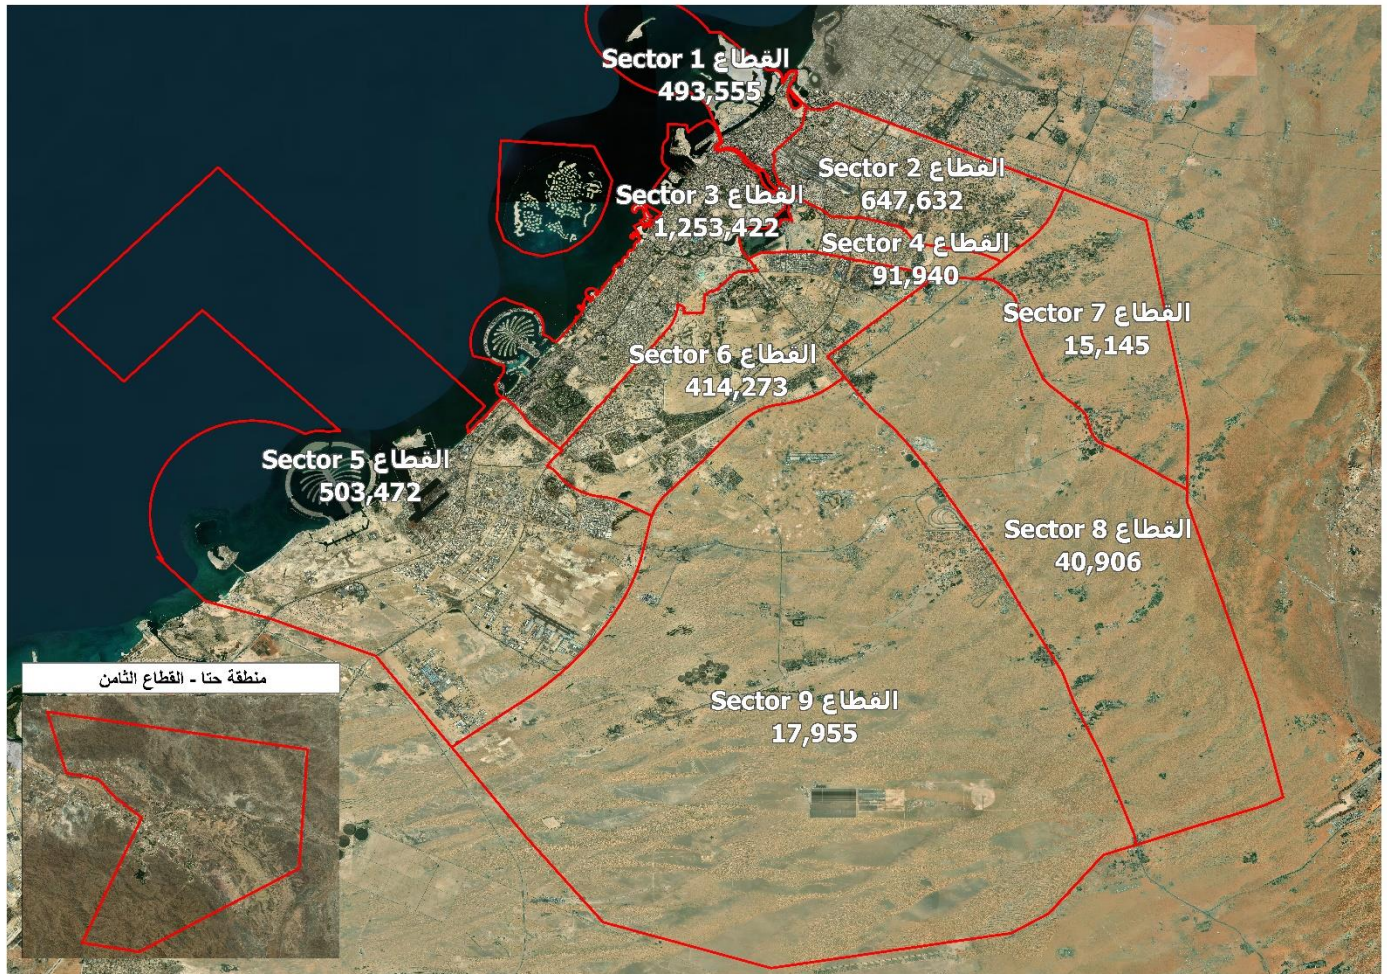 Sector 1 القطاع
493,555
Sector 2 القطاع
647,632
Sector 3 القطاع
1,253,422
Sector 4 القطاع
91,940
Sector 7 القطاع
15,145
Sector 6 القطاع
414,273
Sector 5 القطاع
503,472
Sector 8 القطاع
40,906
Sector 9 القطاع
17,955
منطقة حتا - القطاع الثامن